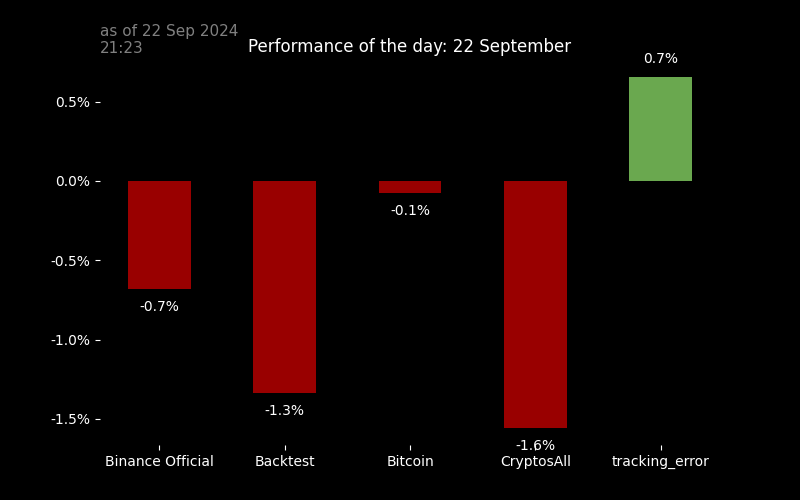 as of 22 Sep 2024
21:23
Performance of the day: 22 September
0.7%
0.5%
0.0%
-0.1%
-0.5%
-0.7%
-1.0%
-1.3%
-1.5%
-1.6%
Binance Official
Backtest
Bitcoin
CryptosAll
tracking_error